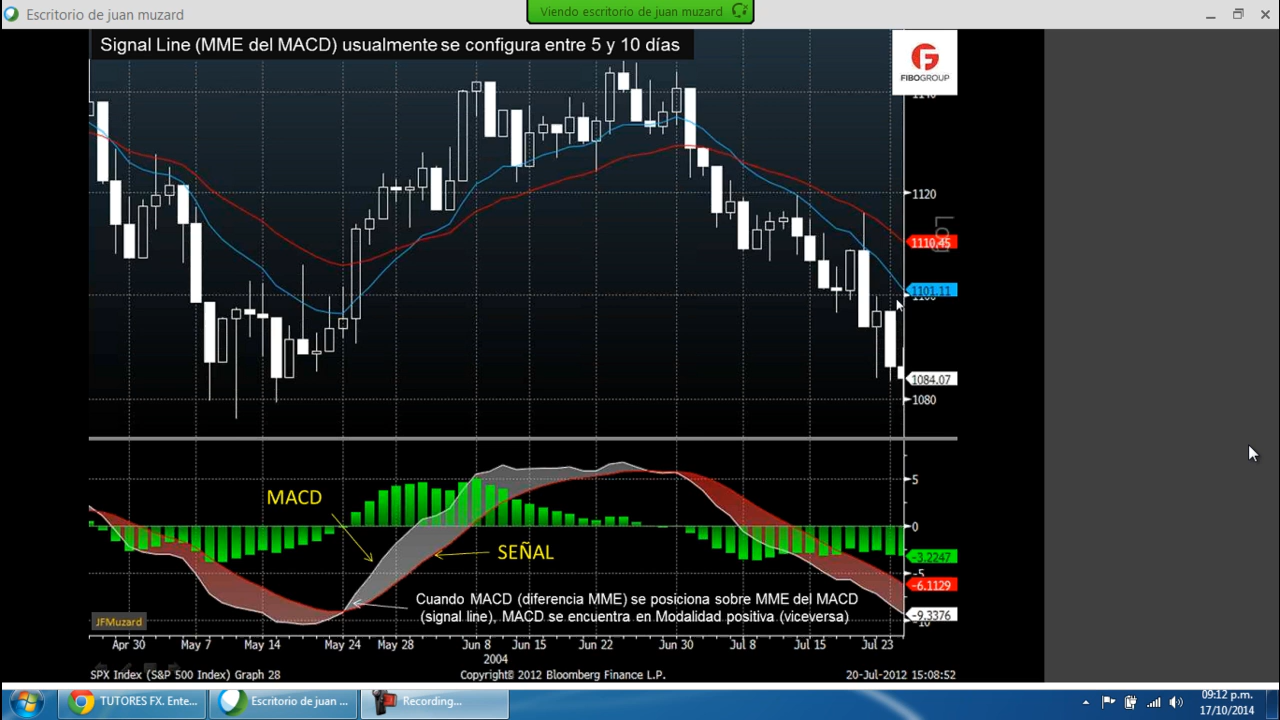 Escritorio de juan muzard
Viendo escritorio de juan muzard
Signal Line (MME del MACD) usualmente se configura entre 5 y 10 días
FIBOGROUP
1140
1120
Log
1110.45
1101.11
1100
1084.07
1080
MACD
5
0
SEÑAL
-3.2247
-5
-6.1129
Cuando MACD (diferencia MME) se posiciona sobre MME del MACD
(signal line), MACD se encuentra en Modalidad positiva (viceversa)
-9.3376
-10
JFMuzard
Apr 30 May 7 May 14 May 24 May 28 Jun 8 Jun 15 Jun 22 Jun 30 Jul 8 Jul 15 Jul 23
2004
SPX Index (S&P 500 Index) Graph 28 Copyright© 2012 Bloomberg Finance L.P. 20-Jul-2012 15:08:52
TUTORES FX. Ente... Escritorio de juan ... Recording... 09:12 p.m.
17/10/2014